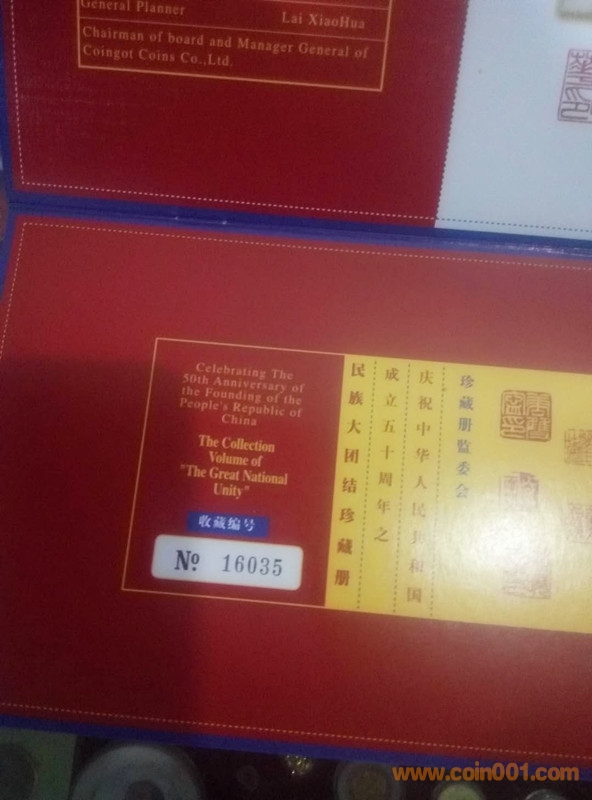 General Planner Lai XiaoHua
Chairman of board and Manager General of
Coingot Coins Co.,Ltd.
Celebrating The
50th Anniversary of
the Founding of the
People's Republic of
China
The Collection
Volume of
"The Great National
Unity"
收藏编号
№ 16035
民族大团结珍藏册
成立五十周年之
庆祝中华人民共和国
珍藏册监委会
www.coin001.com